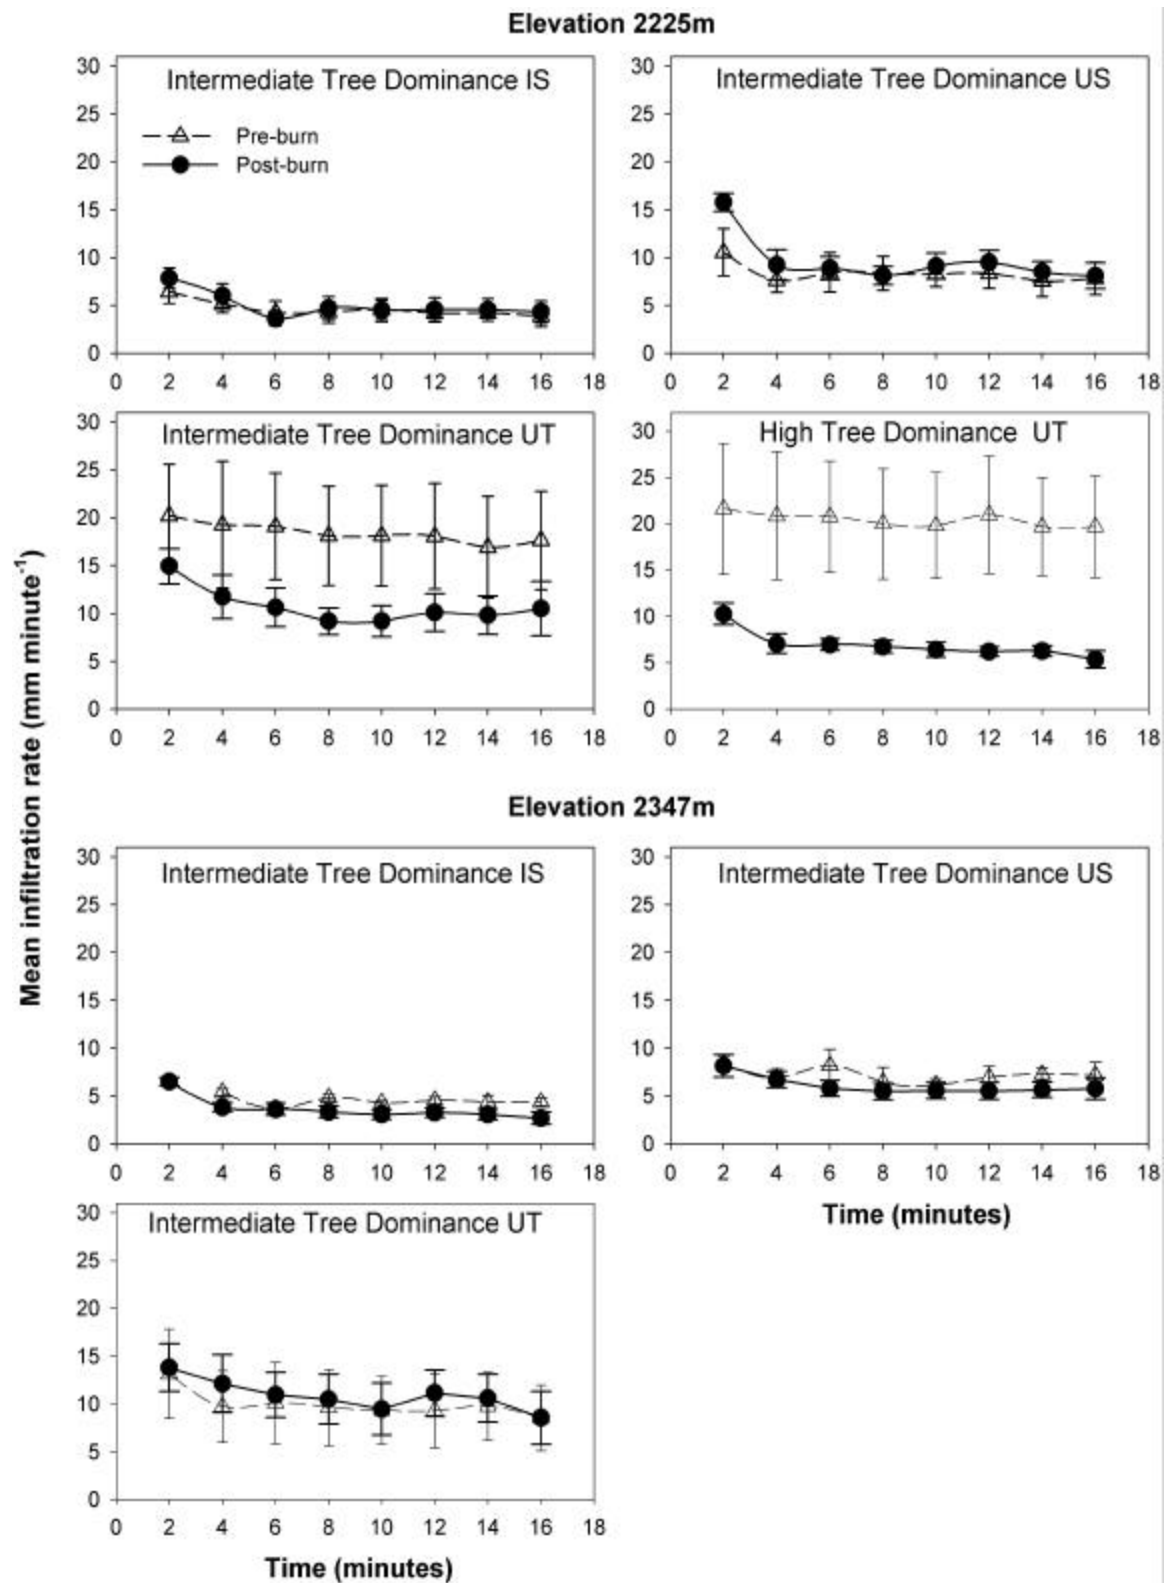 Elevation 2225m
Intermediate Tree Dominance IS
Pre-burn
Post-burn
30
25
20
15
10
5
0
0 2 4 6 8 10 12 14 16 18
Intermediate Tree Dominance US
30
25
20
15
10
5
0
0 2 4 6 8 10 12 14 16 18
Intermediate Tree Dominance UT
30
25
20
15
10
5
0
0 2 4 6 8 10 12 14 16 18
High Tree Dominance UT
30
25
20
15
10
5
0
0 2 4 6 8 10 12 14 16 18
Mean infiltration rate (mm minute⁻¹)
Elevation 2347m
Intermediate Tree Dominance IS
30
25
20
15
10
5
0
0 2 4 6 8 10 12 14 16 18
Intermediate Tree Dominance US
30
25
20
15
10
5
0
0 2 4 6 8 10 12 14 16 18
Time (minutes)
Intermediate Tree Dominance UT
30
25
20
15
10
5
0
0 2 4 6 8 10 12 14 16 18
Time (minutes)